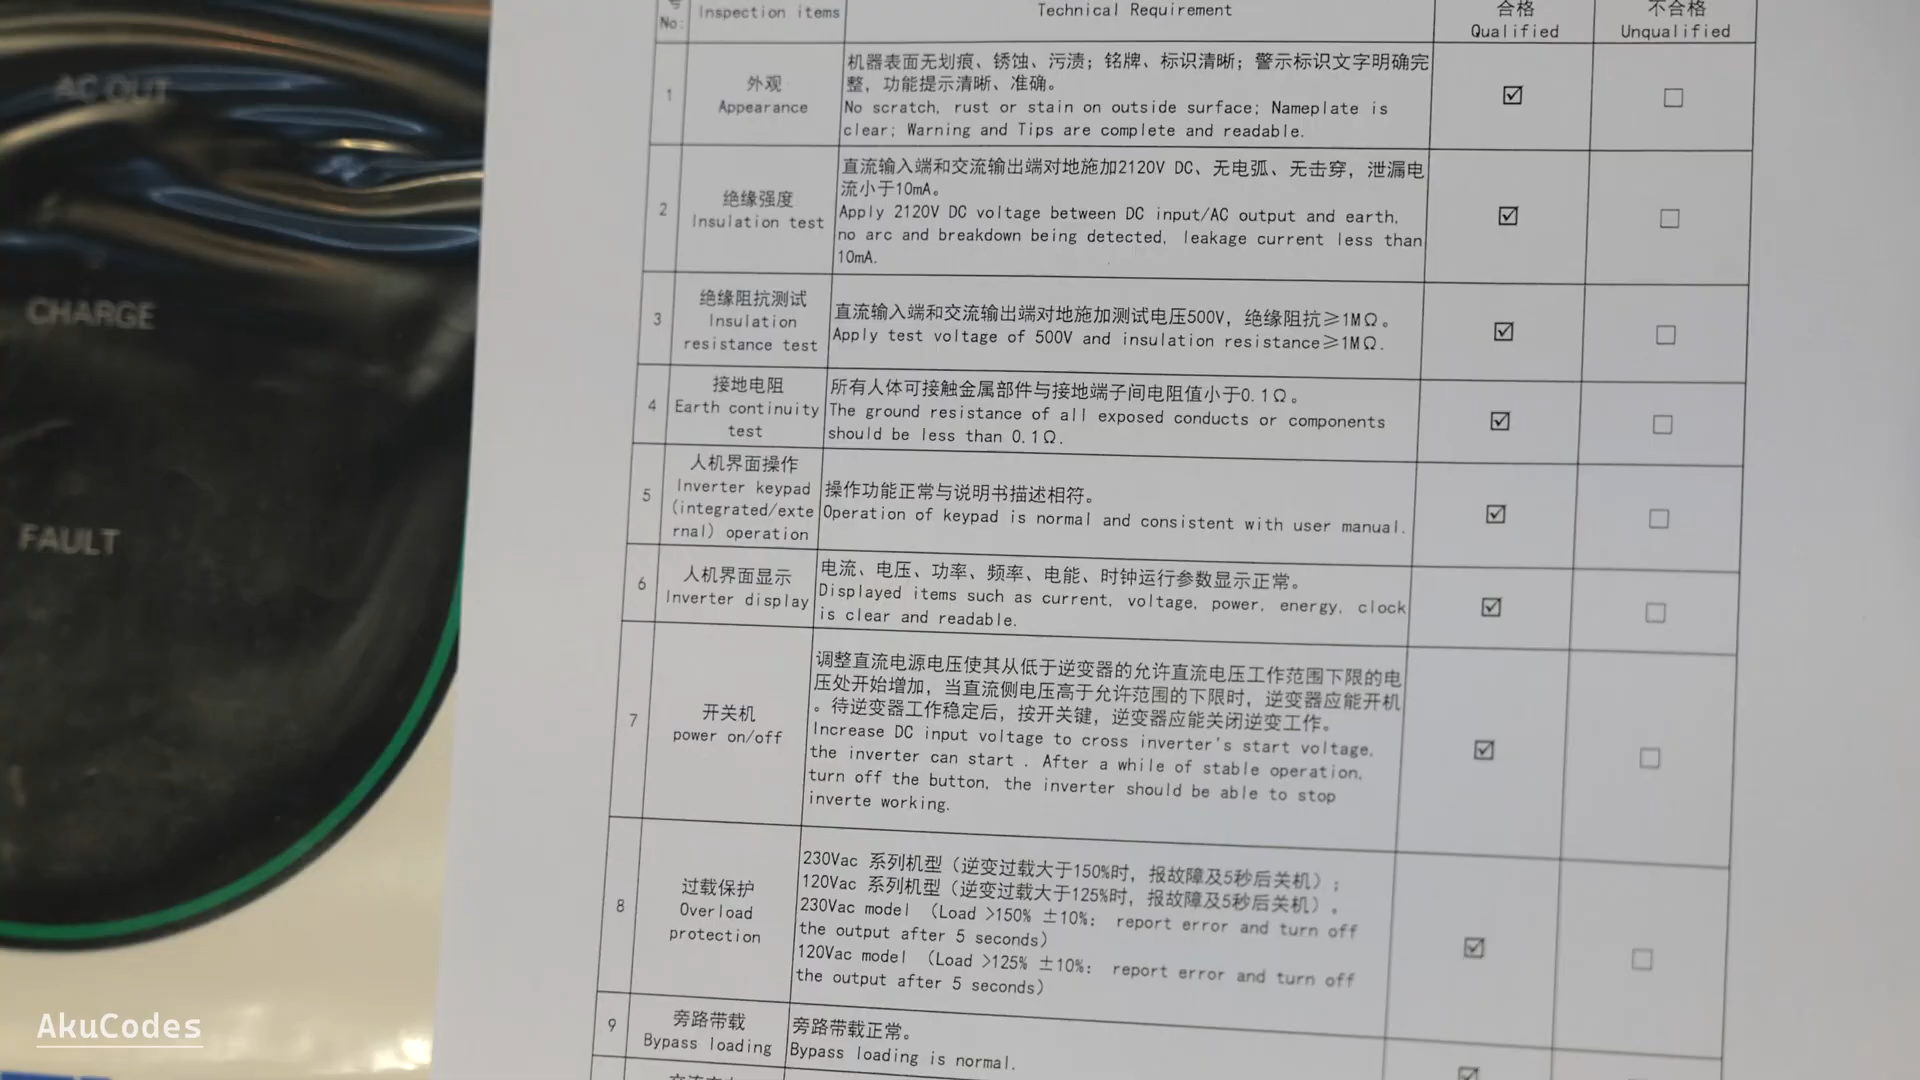 AC OUT
CHARGE
FAULT
号
No:
Inspection items
Technical Requirement
合格
Qualified
不合格
Unqualified
1
外观
Appearance
机器表面无划痕、锈蚀、污渍；铭牌、标识清晰；警示标识文字明确完
整，功能提示清晰、准确。
No scratch, rust or stain on outside surface; Nameplate is
clear; Warning and Tips are complete and readable.
2
绝缘强度
Insulation test
直流输入端和交流输出端对地施加2120V DC、无电弧、无击穿，泄漏电
流小于10mA。
Apply 2120V DC voltage between DC input/AC output and earth,
no arc and breakdown being detected, leakage current less than
10mA.
3
绝缘阻抗测试
Insulation
resistance test
直流输入端和交流输出端对地施加测试电压500V，绝缘阻抗≥1MΩ。
Apply test voltage of 500V and insulation resistance≥1MΩ.
4
接地电阻
Earth continuity
test
所有人体可接触金属部件与接地端子间电阻值小于0.1Ω。
The ground resistance of all exposed conducts or components
should be less than 0.1Ω.
5
人机界面操作
Inverter keypad
(integrated/exte
rnal) operation
操作功能正常与说明书描述相符。
Operation of keypad is normal and consistent with user manual.
6
人机界面显示
Inverter display
电流、电压、功率、频率、电能、时钟运行参数显示正常。
Displayed items such as current, voltage, power, energy, clock
is clear and readable.
7
开关机
power on/off
调整直流电源电压使其从低于逆变器的允许直流电压工作范围下限的电
压处开始增加，当直流侧电压高于允许范围的下限时，逆变器应能开机
。待逆变器工作稳定后，按开关键，逆变器应能关闭逆变工作。
Increase DC input voltage to cross inverter's start voltage,
the inverter can start . After a while of stable operation,
turn off the button, the inverter should be able to stop
inverte working.
8
过载保护
Overload
protection
230Vac 系列机型（逆变过载大于150%时，报故障及5秒后关机）；
120Vac 系列机型（逆变过载大于125%时，报故障及5秒后关机）。
230Vac model （Load >150% ±10%： report error and turn off
the output after 5 seconds）
120Vac model （Load >125% ±10%： report error and turn off
the output after 5 seconds）
9
旁路带载
Bypass loading
旁路带载正常。
Bypass loading is normal.
AkuCodes